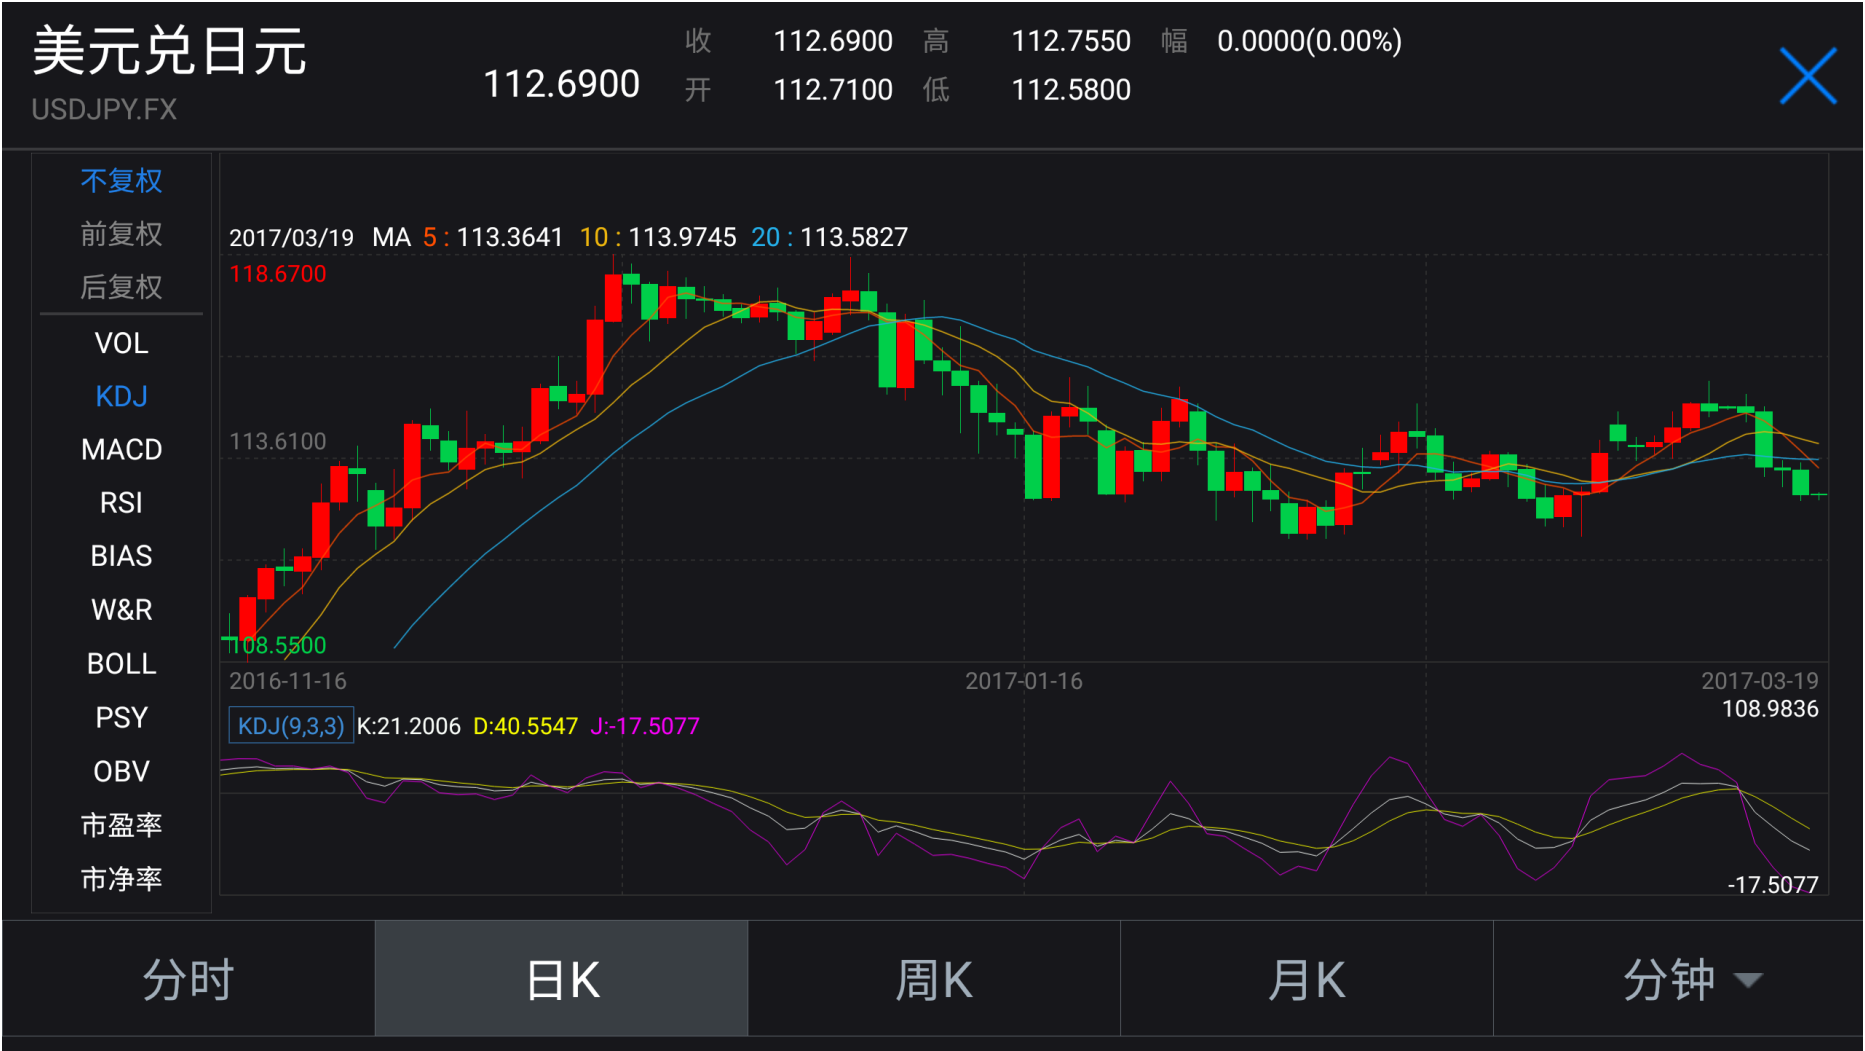 美元兑日元
USDJPY.FX
112.6900
收 112.6900 高 112.7550 幅 0.0000(0.00%)
开 112.7100 低 112.5800
不复权
前复权
后复权
VOL
KDJ
MACD
RSI
BIAS
W&R
BOLL
PSY
OBV
市盈率
市净率
2017/03/19 MA 5 : 113.3641 10 : 113.9745 20 : 113.5827
118.6700
113.6100
108.5500
2016-11-16 2017-01-16 2017-03-19
108.9836
KDJ(9,3,3) K:21.2006 D:40.5547 J:-17.5077
-17.5077
分时 日K 周K 月K 分钟